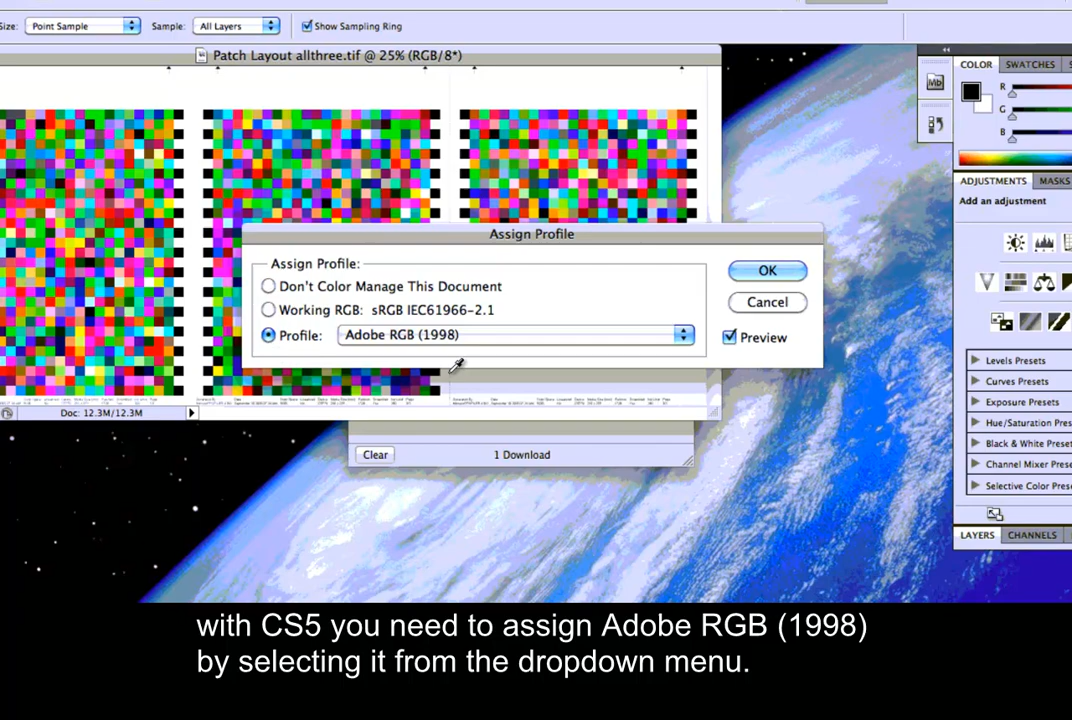 Size: Point Sample Sample: All Layers Show Sampling Ring
Patch Layout allthree.tif @ 25% (RGB/8*)
COLOR SWATCHES
Mb
R
G
B
ADJUSTMENTS MASKS
Add an adjustment
Assign Profile
Assign Profile:
Don't Color Manage This Document
Working RGB: sRGB IEC61966-2.1
Profile: Adobe RGB (1998)
OK
Cancel
Preview
Levels Presets
Curves Presets
Exposure Presets
Hue/Saturation Pres
Black & White Preset
Channel Mixer Prese
Selective Color Prese
Doc: 12.3M/12.3M
Clear 1 Download
LAYERS CHANNELS
with CS5 you need to assign Adobe RGB (1998)
by selecting it from the dropdown menu.